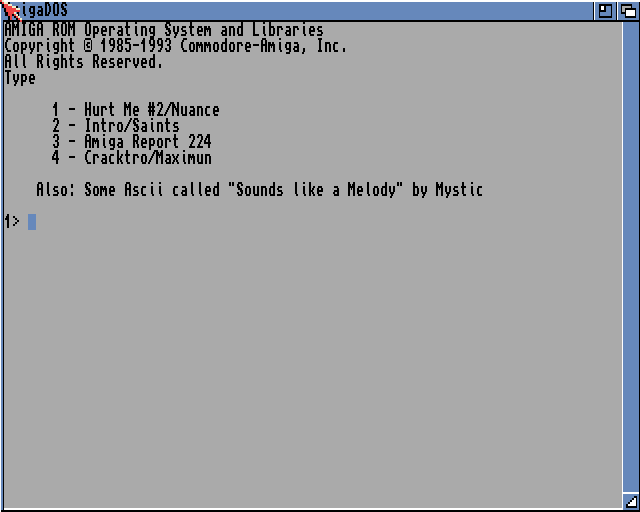 AmigaDOS
AMIGA ROM Operating System and Libraries
Copyright © 1985-1993 Commodore-Amiga, Inc.
All Rights Reserved.
Type
1 - Hurt Me #2/Nuance
2 - Intro/Saints
3 - Amiga Report 224
4 - Cracktro/Maximun
Also: Some Ascii called "Sounds like a Melody" by Mystic
1>